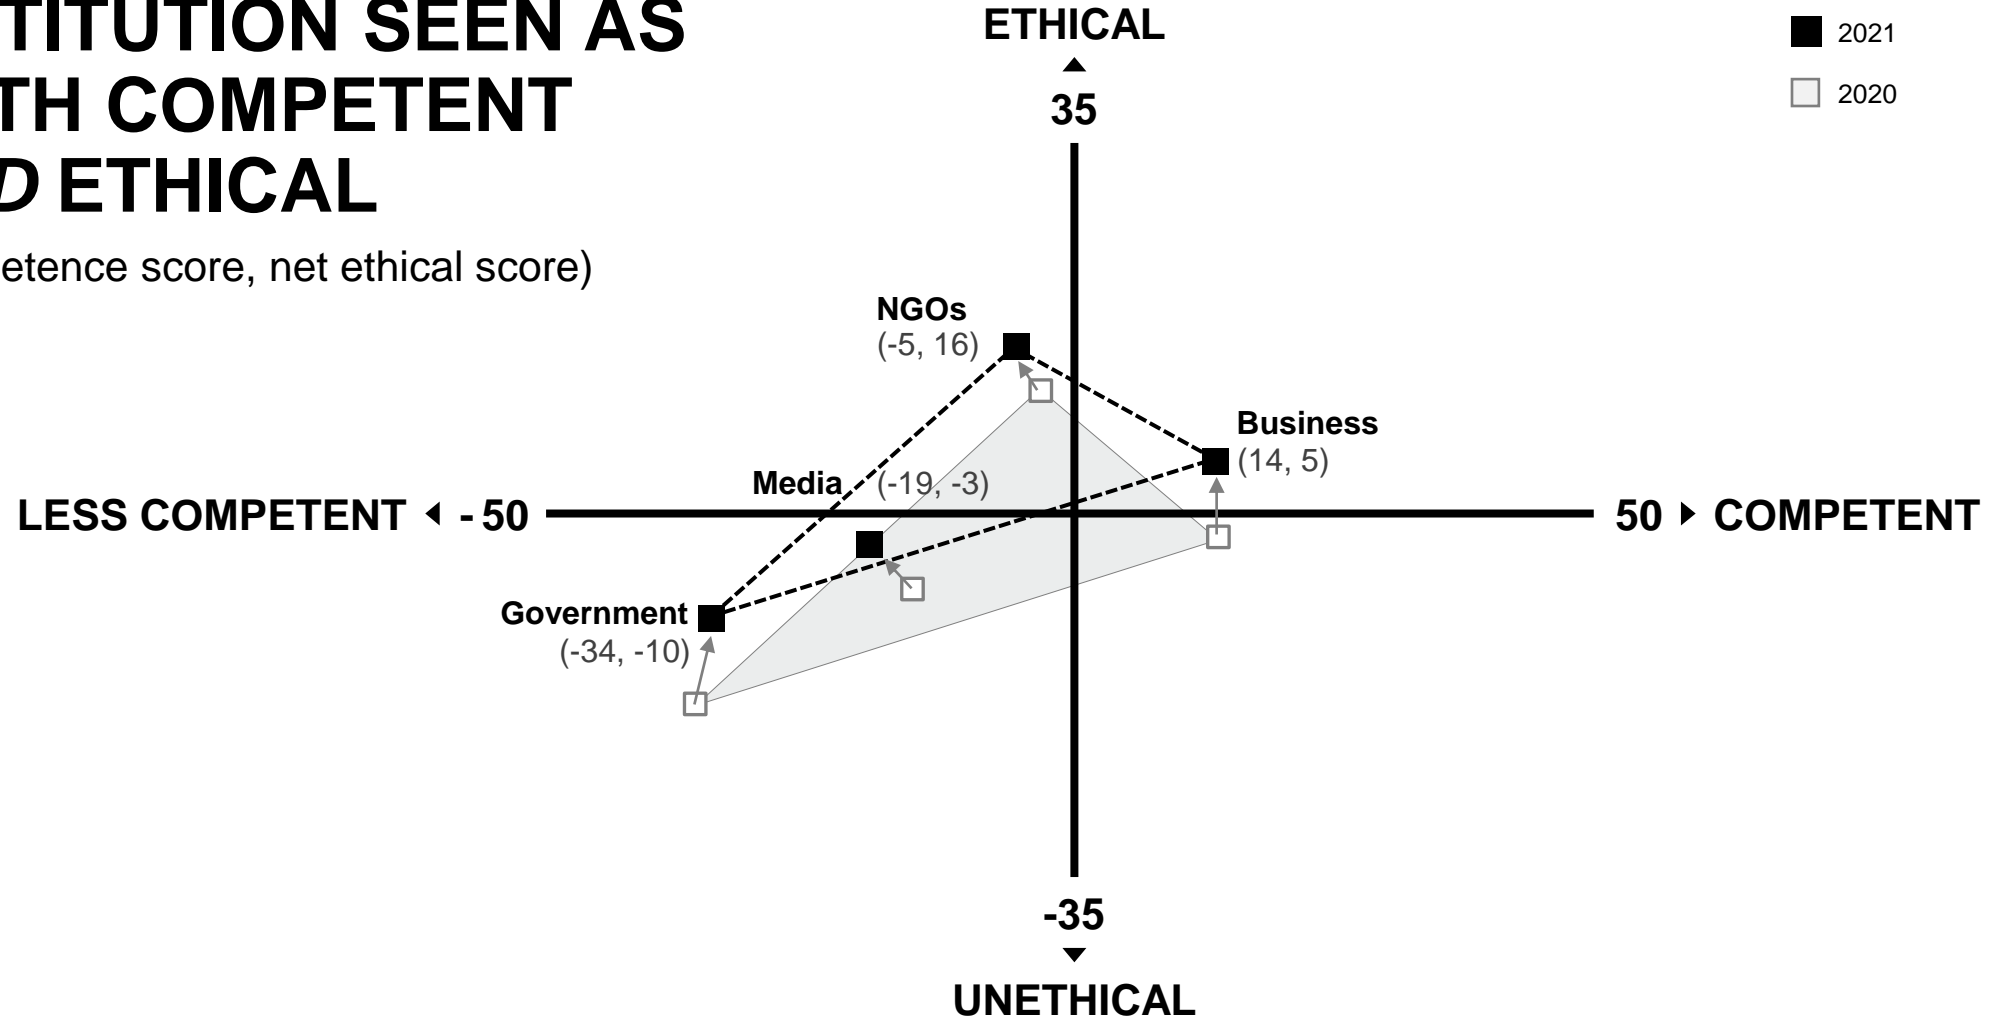 TITUTION SEEN AS
TH COMPETENT
D ETHICAL
etence score, net ethical score)
ETHICAL
35
2021
2020
NGOs
(-5, 16)
Business
(14, 5)
Media (-19, -3)
LESS COMPETENT - 50
50 COMPETENT
Government
(-34, -10)
-35
UNETHICAL